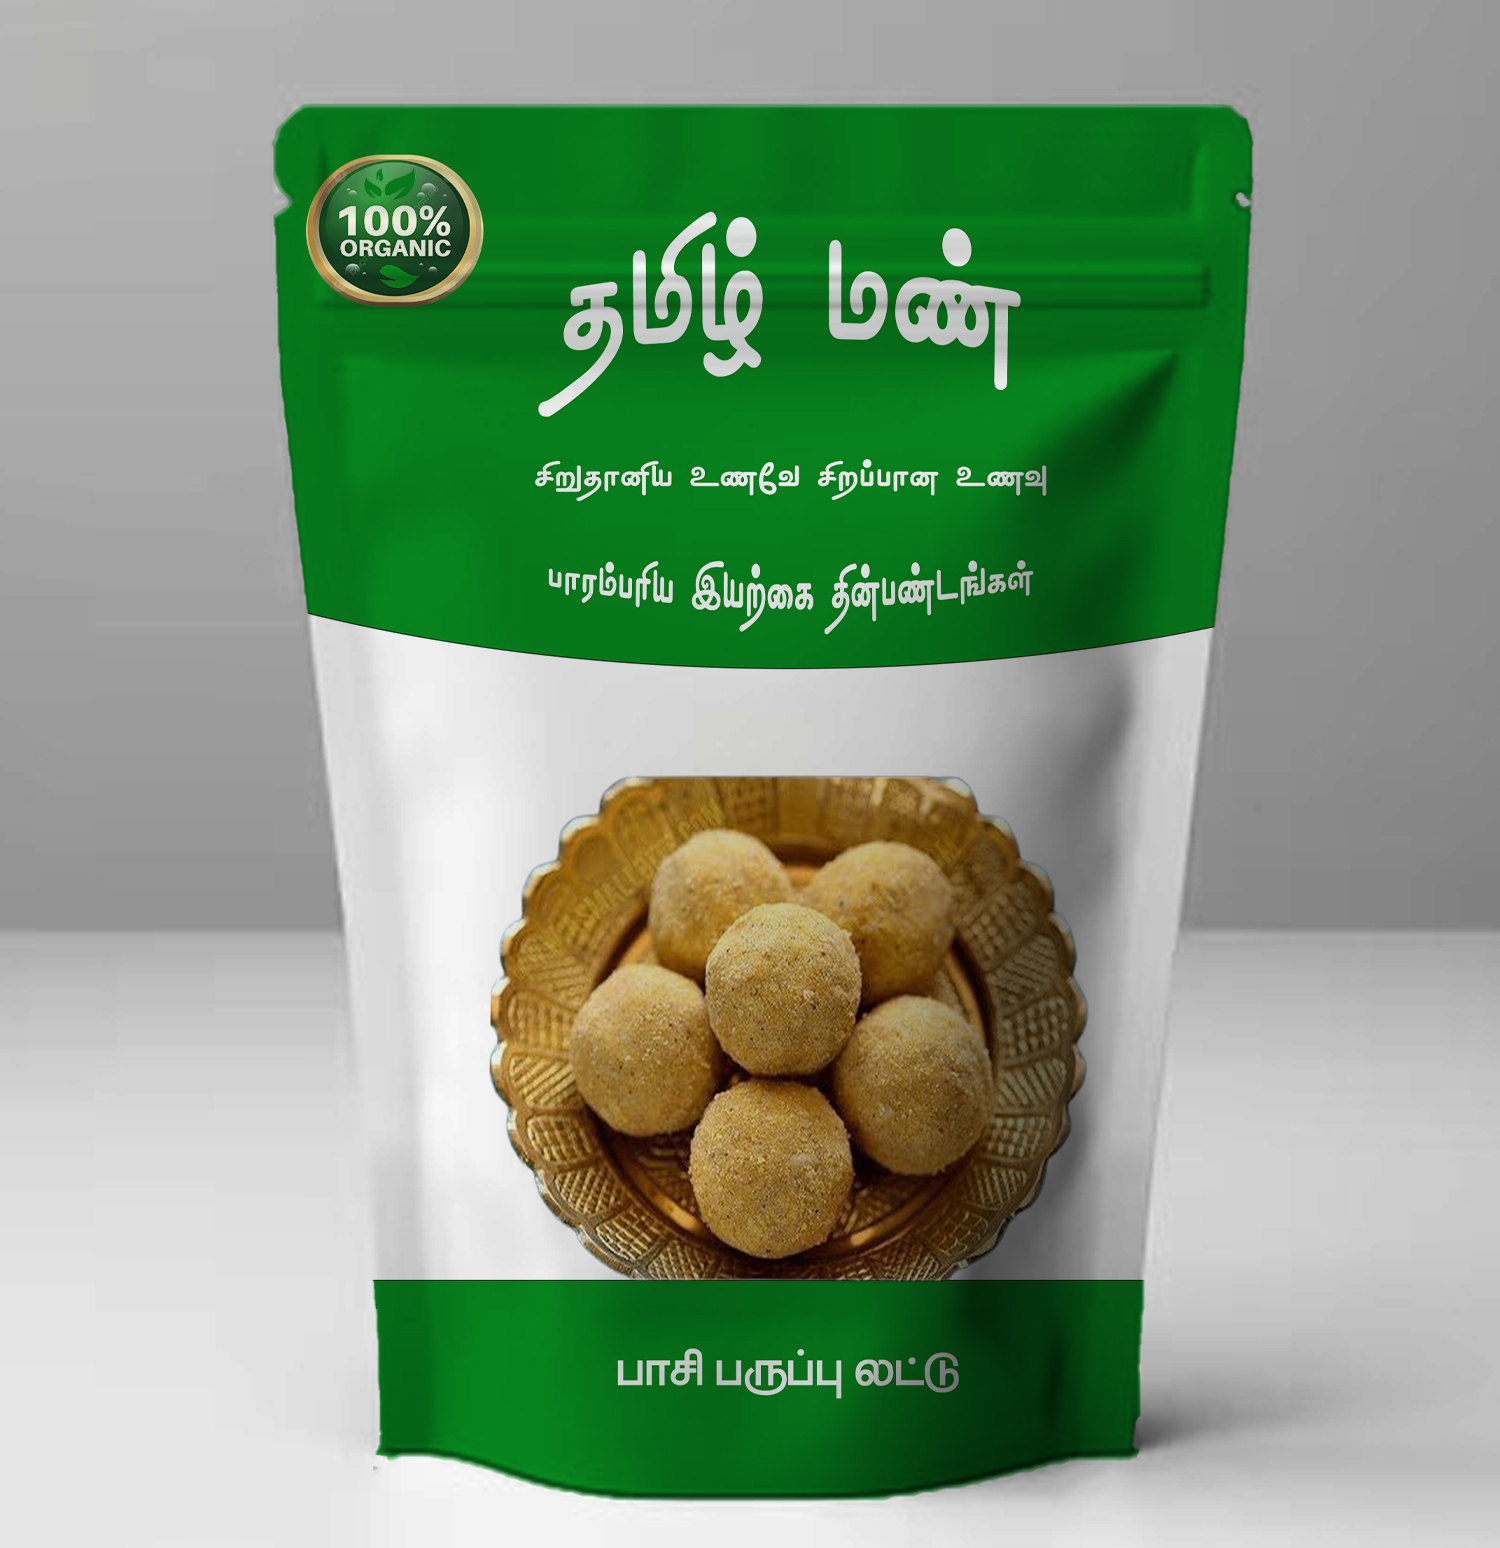 100%
ORGANIC
தமிழ் மண்
சிறுதானிய உணவே சிறப்பான உணவு
பாரம்பரிய இயற்கை தின்பண்டங்கள்
பாசி பருப்பு லட்டு